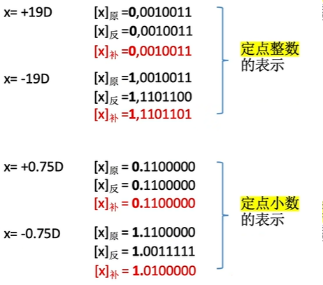 x= +19D
[x]原 =0,0010011
[x]反 =0,0010011
[x]补 =0,0010011
x= -19D
[x]原 =1,0010011
[x]反 =1,1101100
[x]补 =1,1101101
定点整数
的表示
x= +0.75D
[x]原 = 0.1100000
[x]反 = 0.1100000
[x]补 = 0.1100000
x= -0.75D
[x]原 = 1.1100000
[x]反 = 1.0011111
[x]补 = 1.0100000
定点小数
的表示